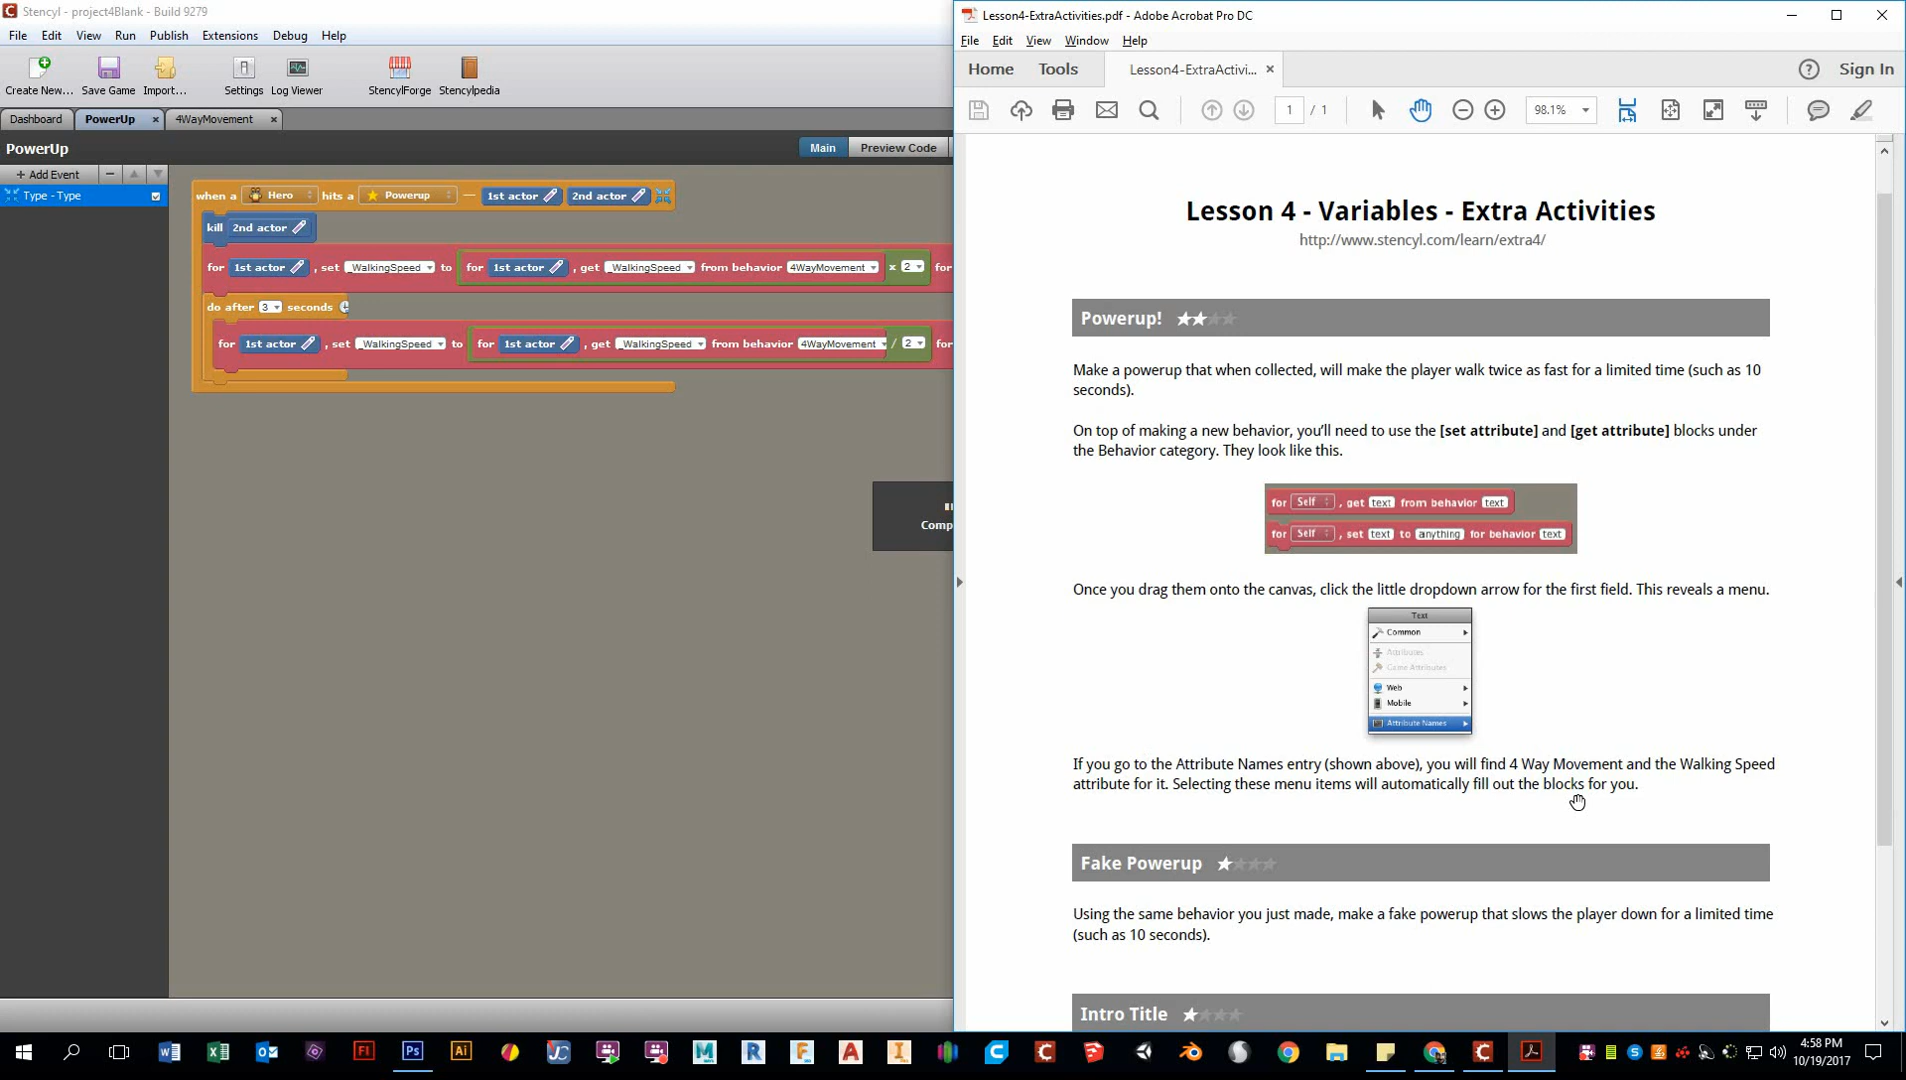 Stencyl - project4Blank - Build 9279
File Edit View Run Publish Extensions Debug Help
Create New... Save Game Import... Settings Log Viewer StencylForge Stencylpedia
Dashboard PowerUp × 4WayMovement ×
PowerUp Main Preview Code
+ Add Event
Type - Type
when a Hero hits a Powerup — 1st actor 2nd actor
kill 2nd actor
for 1st actor , set _WalkingSpeed to for 1st actor , get _WalkingSpeed from behavior 4WayMovement x 2 for
do after 3 seconds
for 1st actor , set _WalkingSpeed to for 1st actor , get _WalkingSpeed from behavior 4WayMovement / 2 for
Comp
Lesson4-ExtraActivities.pdf - Adobe Acrobat Pro DC
File Edit View Window Help
Home Tools Lesson4-ExtraActivi... × Sign In
1 / 1 98.1%
Lesson 4 - Variables - Extra Activities
http://www.stencyl.com/learn/extra4/
Powerup! ★★★★
Make a powerup that when collected, will make the player walk twice as fast for a limited time (such as 10
seconds).
On top of making a new behavior, you’ll need to use the [set attribute] and [get attribute] blocks under
the Behavior category. They look like this.
for Self , get text from behavior text
for Self , set text to anything for behavior text
Once you drag them onto the canvas, click the little dropdown arrow for the first field. This reveals a menu.
Text
Common
Attributes
Game Attributes
Web
Mobile
Attribute Names
If you go to the Attribute Names entry (shown above), you will find 4 Way Movement and the Walking Speed
attribute for it. Selecting these menu items will automatically fill out the blocks for you.
Fake Powerup ★★★★
Using the same behavior you just made, make a fake powerup that slows the player down for a limited time
(such as 10 seconds).
Intro Title ★★★★
4:58 PM
10/19/2017